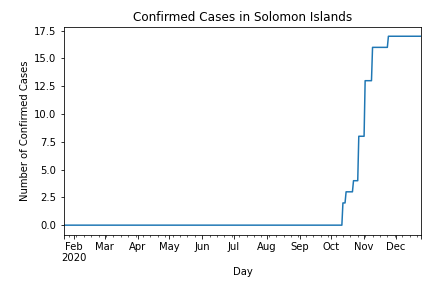 Confirmed Cases in Solomon Islands
Number of Confirmed Cases
17.5
15.0
12.5
10.0
7.5
5.0
2.5
0.0
Feb Mar Apr May Jun Jul Aug Sep Oct Nov Dec
2020
Day